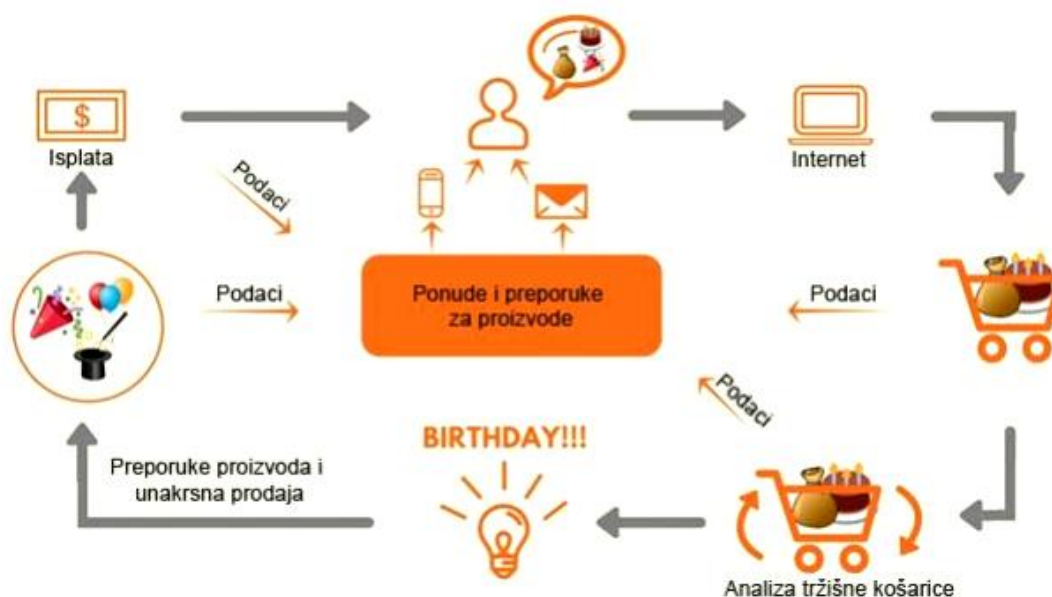 $
Isplata
Internet
Podaci
Podaci
Ponude i preporuke
za proizvode
Podaci
Podaci
BIRTHDAY!!!
Preporuke proizvoda i
unakrsna prodaja
Analiza tržišne košarice